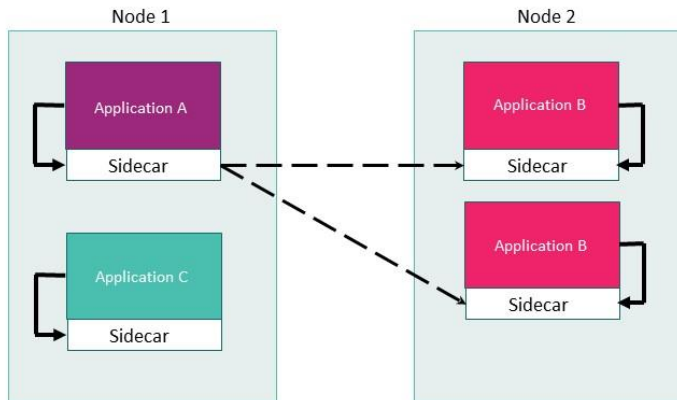 Node 1
Node 2
Application A
Sidecar
Application B
Sidecar
Application C
Sidecar
Application B
Sidecar